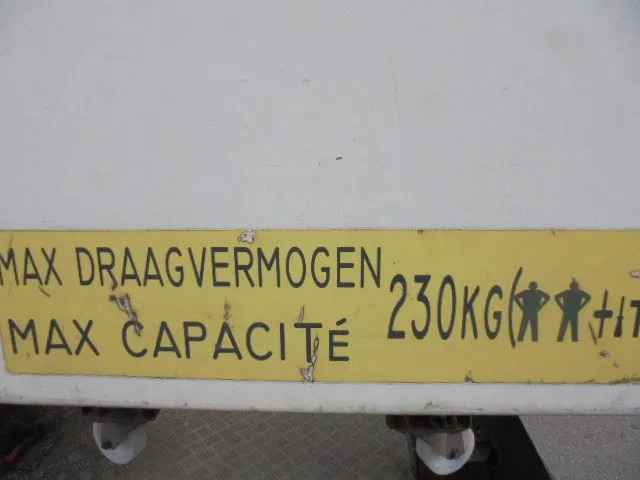 MAX DRAAGVERMOGEN
MAX CAPACITÉ
230KG(